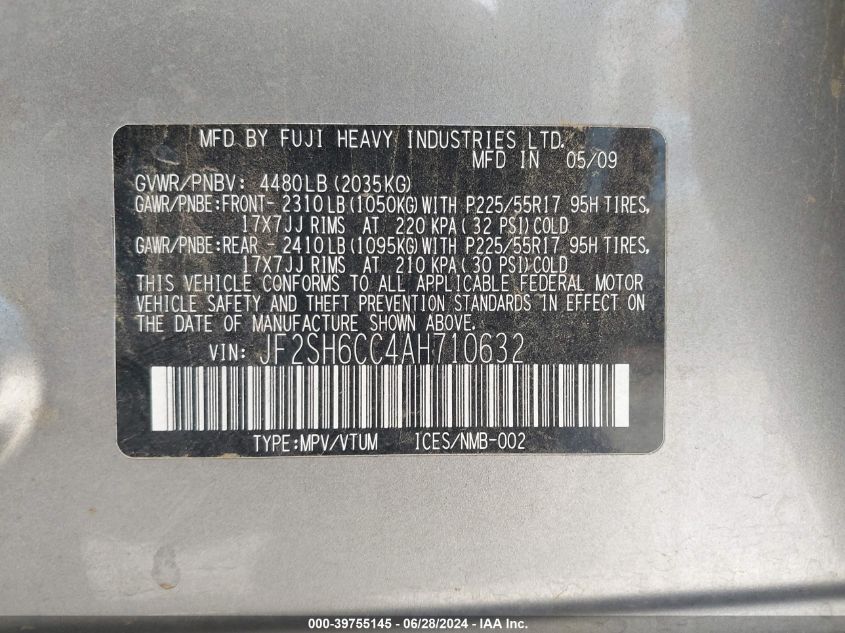 MFD BY FUJI HEAVY INDUSTRIES LTD.
MFD IN 05/09
GVWR/PNBV: 4480LB(2035KG)
GAWR/PNBE:FRONT- 2310LB(1050KG)WITH P225/55R17 95H TIRES,
17X7JJ RIMS AT 220 KPA(32 PSI)COLD
GAWR/PNBE:REAR - 2410LB(1095KG)WITH P225/55R17 95H TIRES,
17X7JJ RIMS AT 210 KPA(30 PSI)COLD
THIS VEHICLE CONFORMS TO ALL APPLICABLE FEDERAL MOTOR
VEHICLE SAFETY AND THEFT PREVENTION STANDARDS IN EFFECT ON
THE DATE OF MANUFACTURE SHOWN ABOVE.
VIN: JF2SH6CC4AH710632
TYPE:MPV/VTUM ICES/NMB-002
000-39755145 - 06/28/2024 - IAA Inc.